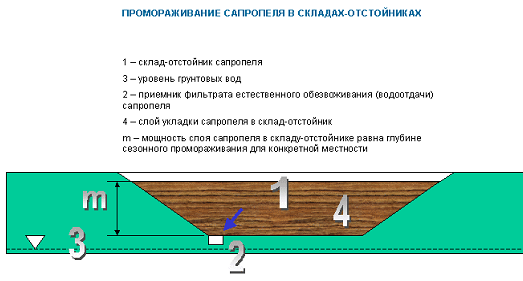 ПРОМОРАЖИВАНИЕ САПРОПЕЛЯ В СКЛАДАХ-ОТСТОЙНИКАХ
1 – склад-отстойник сапропеля
3 – уровень грунтовых вод
2 – приемник фильтрата естественного обезвоживания (водоотдачи)
сапропеля
4 – слой укладки сапропеля в склад-отстойник
m – мощность слоя сапропеля в складу-отстойнике равна глубине
сезонного промораживания для конкретной местности
1
m
4
3
2